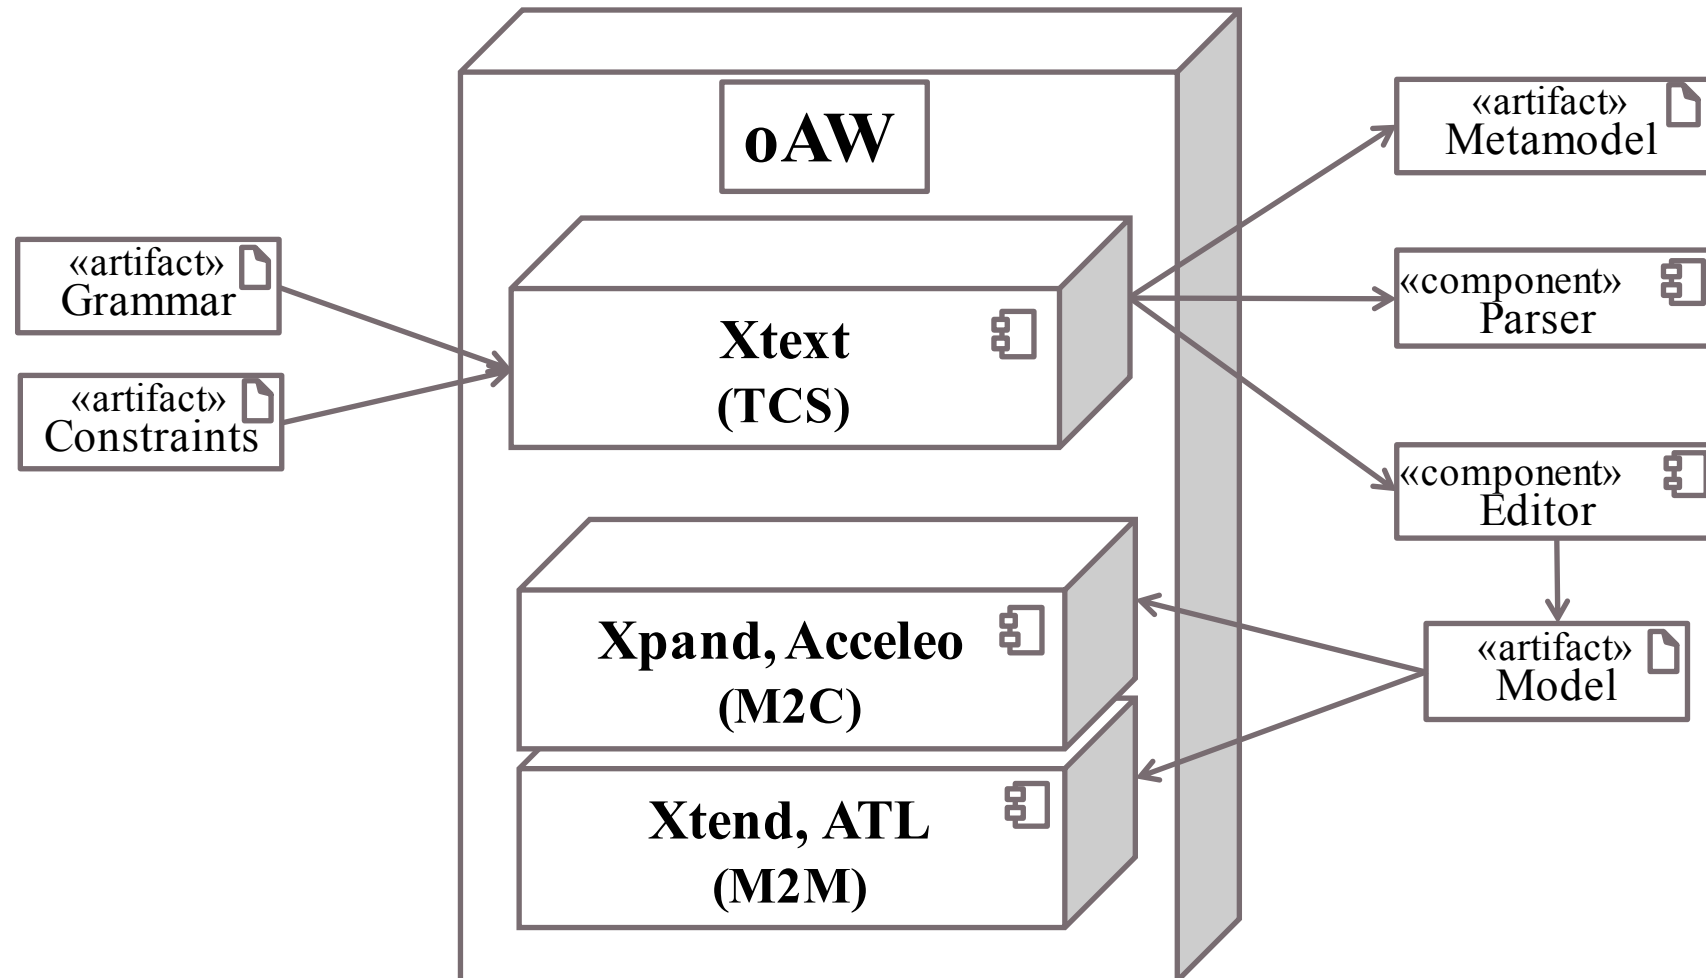 oAW
«artifact»
Grammar
«artifact»
Constraints
Xtext
(TCS)
Xpand, Acceleo
(M2C)
Xtend, ATL
(M2M)
«artifact»
Metamodel
«component»
Parser
«component»
Editor
«artifact»
Model